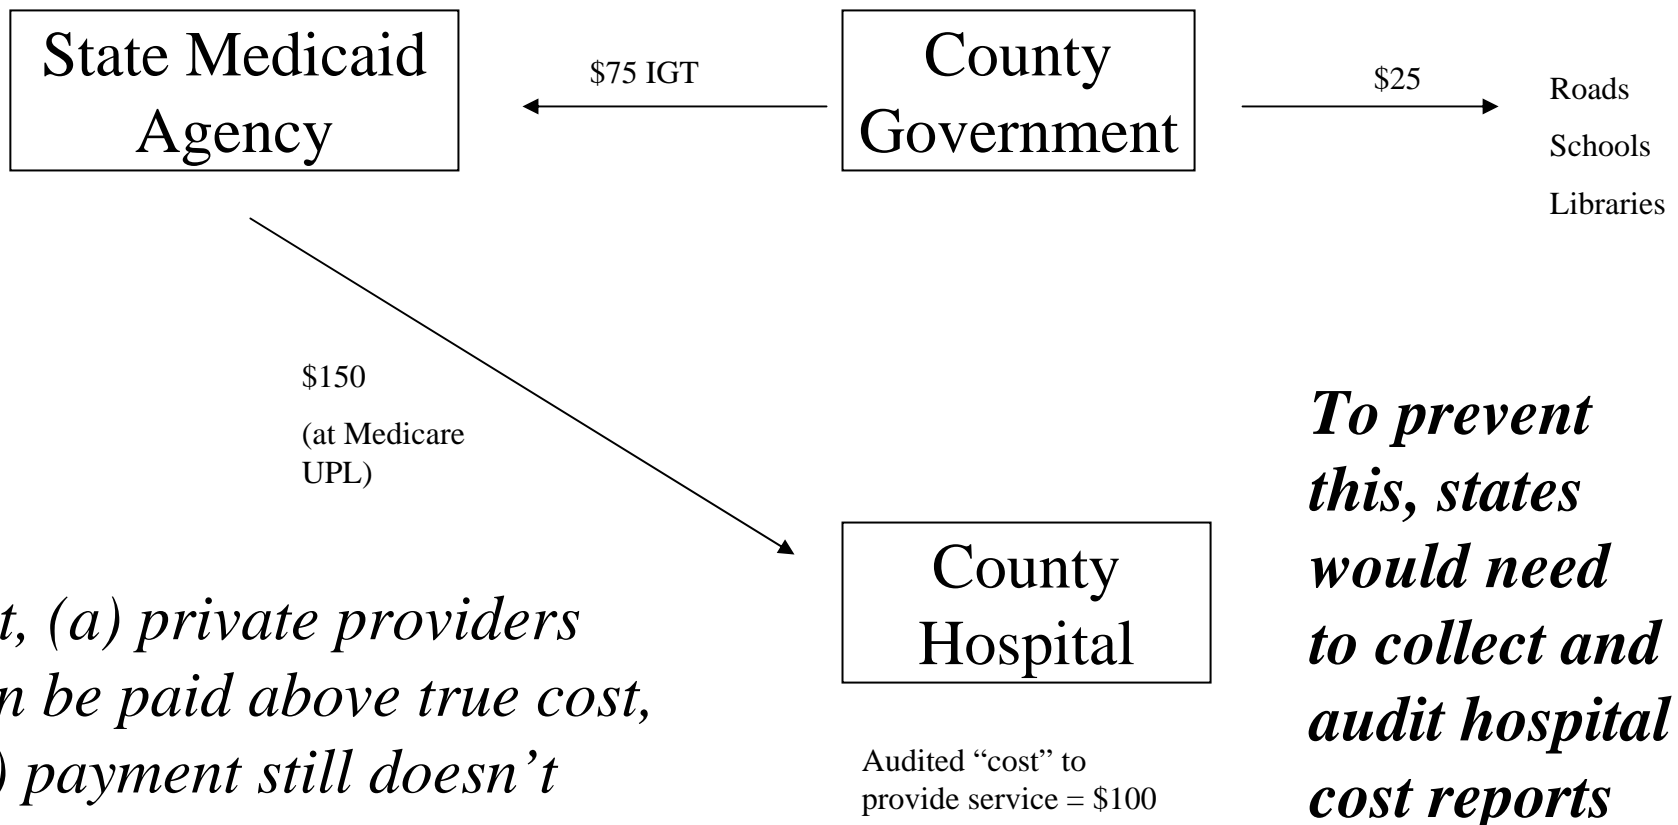 State Medicaid
Agency
$75 IGT
County
Government
$25
Roads
Schools
Libraries
$150
(at Medicare
UPL)
County
Hospital
Audited “cost” to
provide service = $100
(a) private providers
be paid above true cost,
payment still doesn’t
To prevent
this, states
would need
to collect and
audit hospital
cost reports